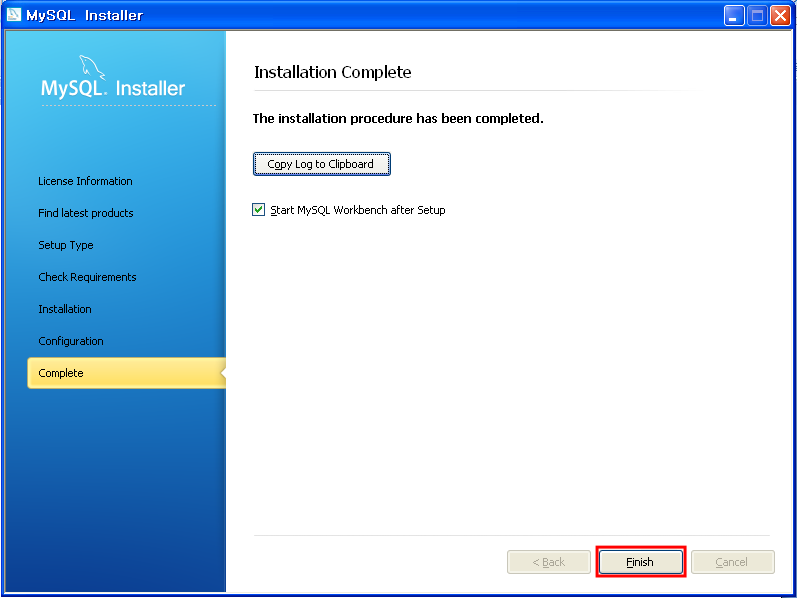 MySQL Installer
MySQL. Installer
License Information
Find latest products
Setup Type
Check Requirements
Installation
Configuration
Complete
Installation Complete
The installation procedure has been completed.
Copy Log to Clipboard
Start MySQL Workbench after Setup
< Back
Finish
Cancel